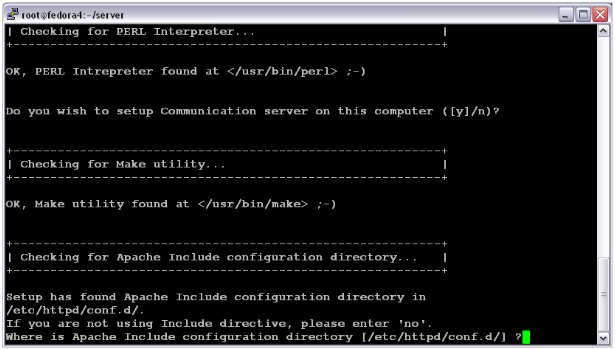 root@fedora4:~/server
| Checking for PERL Interpreter... |
+---------------------------------------------------------------+
OK, PERL Intrepreter found at </usr/bin/perl> ;-)
Do you wish to setup Communication server on this computer ([y]/n)?
+---------------------------------------------------------------+
| Checking for Make utility... |
+---------------------------------------------------------------+
OK, Make utility found at </usr/bin/make> ;-)
+---------------------------------------------------------------+
| Checking for Apache Include configuration directory... |
+---------------------------------------------------------------+
Setup has found Apache Include configuration directory in
/etc/httpd/conf.d/.
If you are not using Include directive, please enter 'no'.
Where is Apache Include configuration directory [/etc/httpd/conf.d/] ?